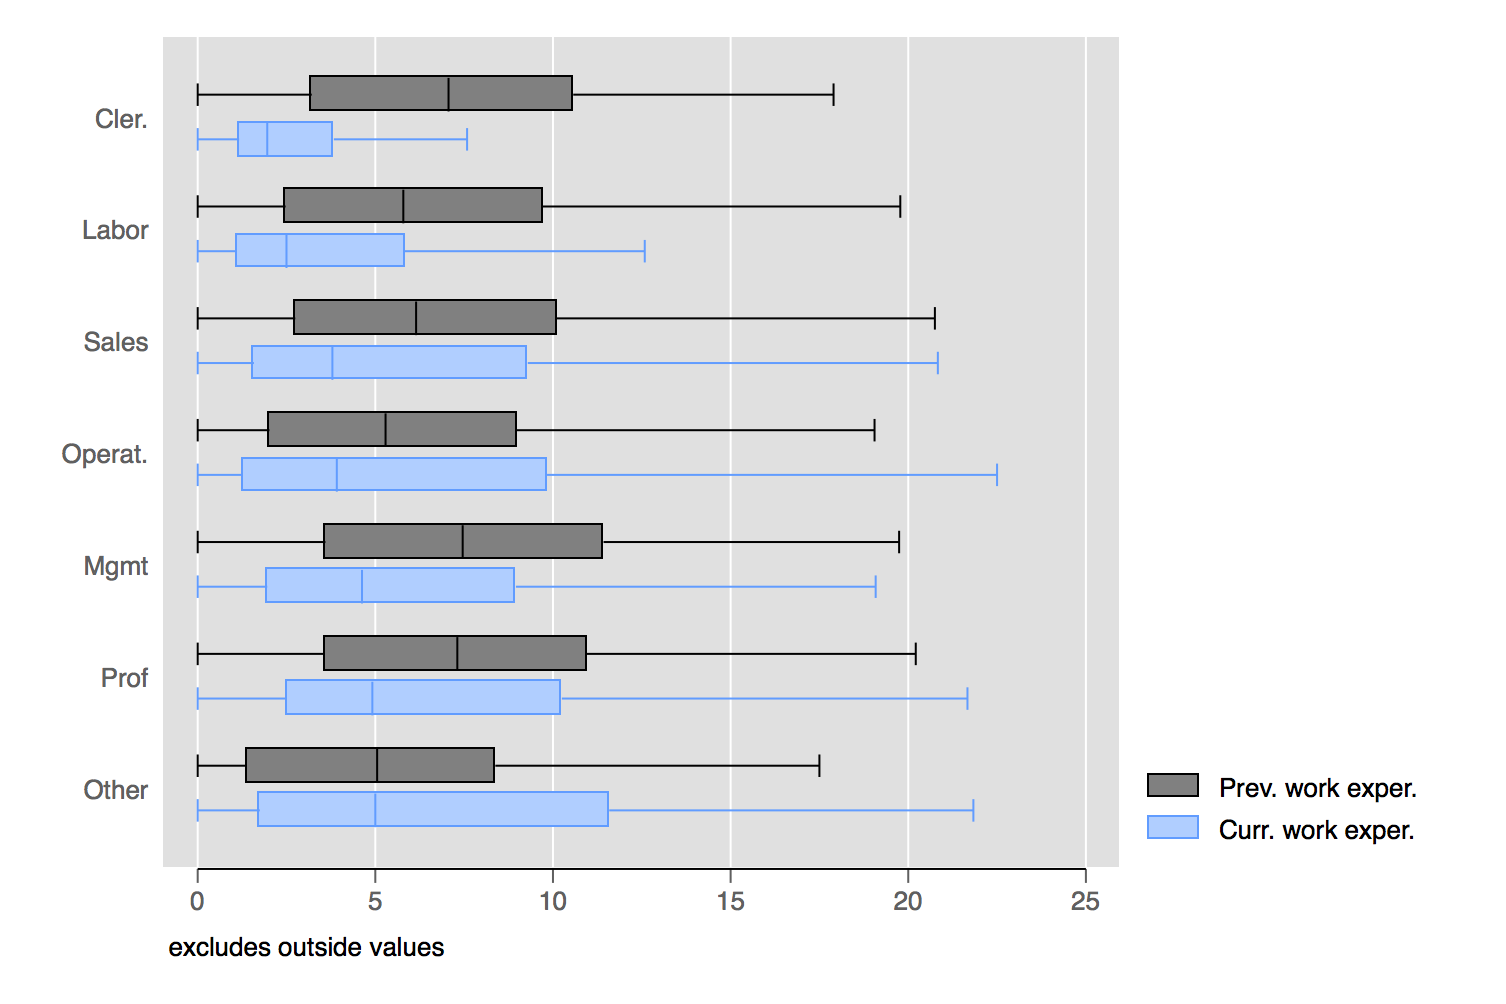 Cler.
Labor
Sales
Operat.
Mgmt
Prof
Other
Prev. work exper.
Curr. work exper.
0 5 10 15 20 25
excludes outside values